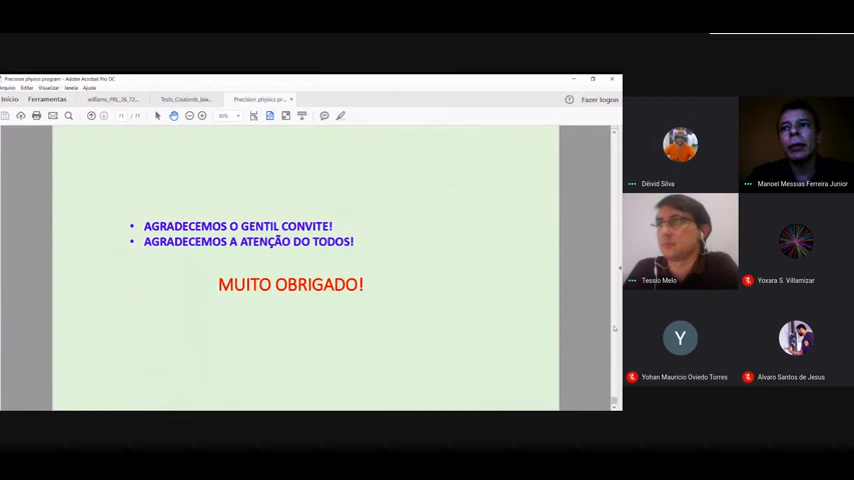 Precision physics program - Adobe Acrobat Pro DC
Arquivo Editar Visualizar Janela Ajuda
Início Ferramentas williams_PRL_26_72... Tests_Coulomb_law... Precision physics pr... ×
Fazer logon
71 / 71
• AGRADECEMOS O GENTIL CONVITE!
• AGRADECEMOS A ATENÇÃO DO TODOS!
MUITO OBRIGADO!
Déivid Silva
Manoel Messias Ferreira Junior
Tessio Melo
Yoxara S. Villamizar
Y
Yohan Mauricio Oviedo Torres
Álvaro Santos de Jesus